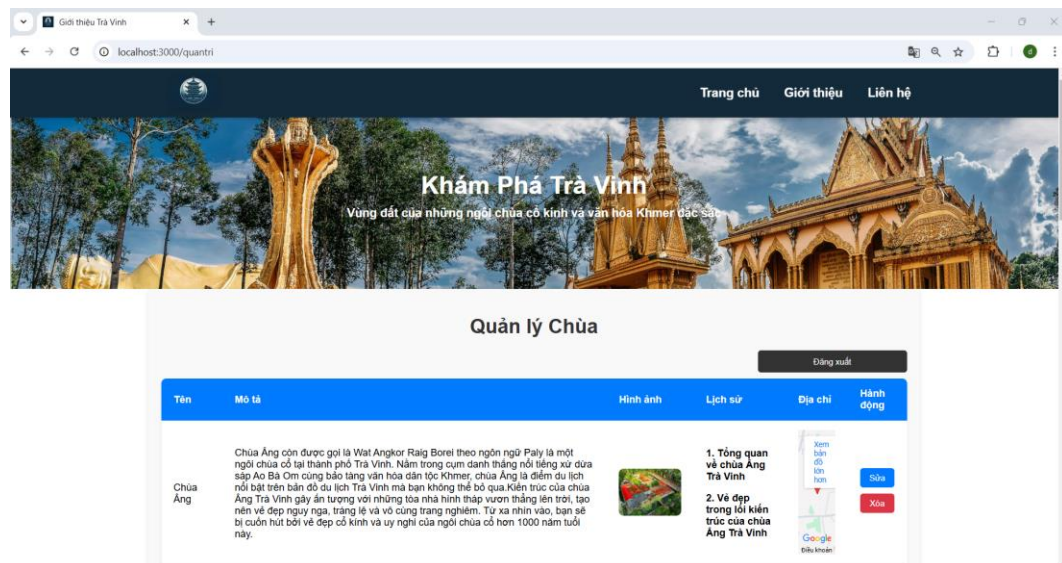 Giới thiệu Trà Vinh
localhost:3000/quantri
d
Trang chủ Giới thiệu Liên hệ
Khám Phá Trà Vinh
Vùng đất của những ngôi chùa cổ kính và văn hóa Khmer đặc sắc
Quản lý Chùa
Đăng xuất
Tên Mô tả Hình ảnh Lịch sử Địa chỉ Hành
động
Chùa
Âng
Chùa Âng còn được gọi là Wat Angkor Raig Borei theo ngôn ngữ Paly là một
ngôi chùa cổ tại thành phố Trà Vinh. Nằm trong cụm danh thắng nổi tiếng xứ dừa
sáp Ao Bà Om cùng bảo tàng văn hóa dân tộc Khmer, chùa Âng là điểm du lịch
nổi bật trên bản đồ du lịch Trà Vinh mà bạn không thể bỏ qua.Kiến trúc của chùa
Âng Trà Vinh gây ấn tượng với những tòa nhà hình tháp vươn thẳng lên trời, tạo
nên vẻ đẹp nguy nga, tráng lệ và vô cùng trang nghiêm. Từ xa nhìn vào, bạn sẽ
bị cuốn hút bởi vẻ đẹp cổ kính và uy nghi của ngôi chùa cổ hơn 1000 năm tuổi
này.
1. Tổng quan
về chùa Âng
Trà Vinh
2. Vẻ đẹp
trong lối kiến
trúc của chùa
Âng Trà Vinh
Xem
bản
đồ
lớn
hơn
Google
Điều khoản
Sửa
Xóa